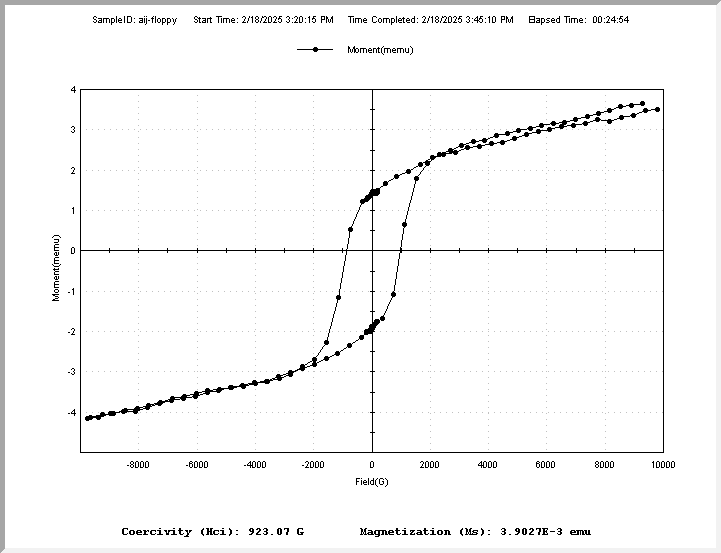 SampleID: aij-floppy Start Time: 2/18/2025 3:20:15 PM Time Completed: 2/18/2025 3:45:10 PM Elapsed Time: 00:24:54
Moment(memu)
4
3
2
1
0
-1
-2
-3
-4
Moment(memu)
-8000 -6000 -4000 -2000 0 2000 4000 6000 8000 10000
Field(G)
Coercivity (Hci): 923.07 G Magnetization (Ms): 3.9027E-3 emu